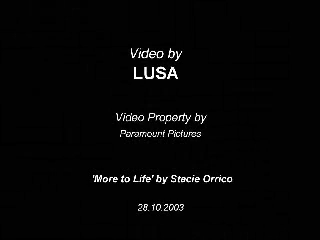 Video by
LUSA
Video Property by
Paramount Pictures
'More to Life' by Stacie Orrico
28.10.2003